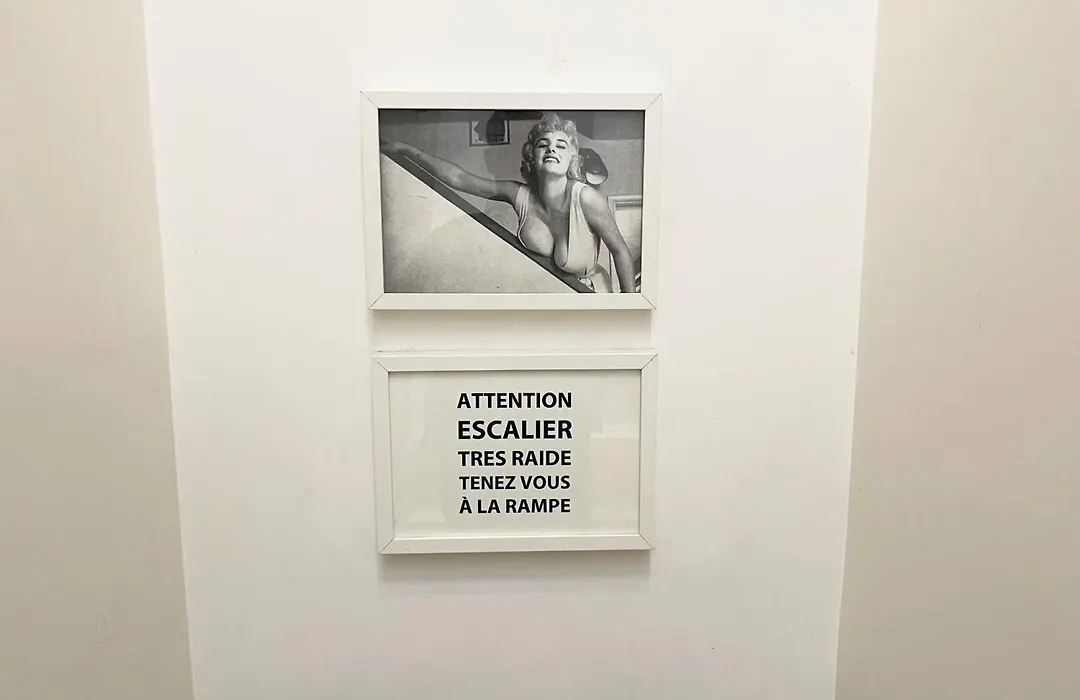 ATTENTION
ESCALIER
TRES RAIDE
TENEZ VOUS
À LA RAMPE